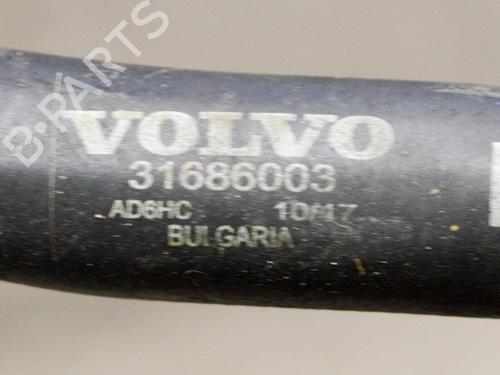 B-PARTS
VOLVO
31686003
AD6HC 10/17
BULGARIA